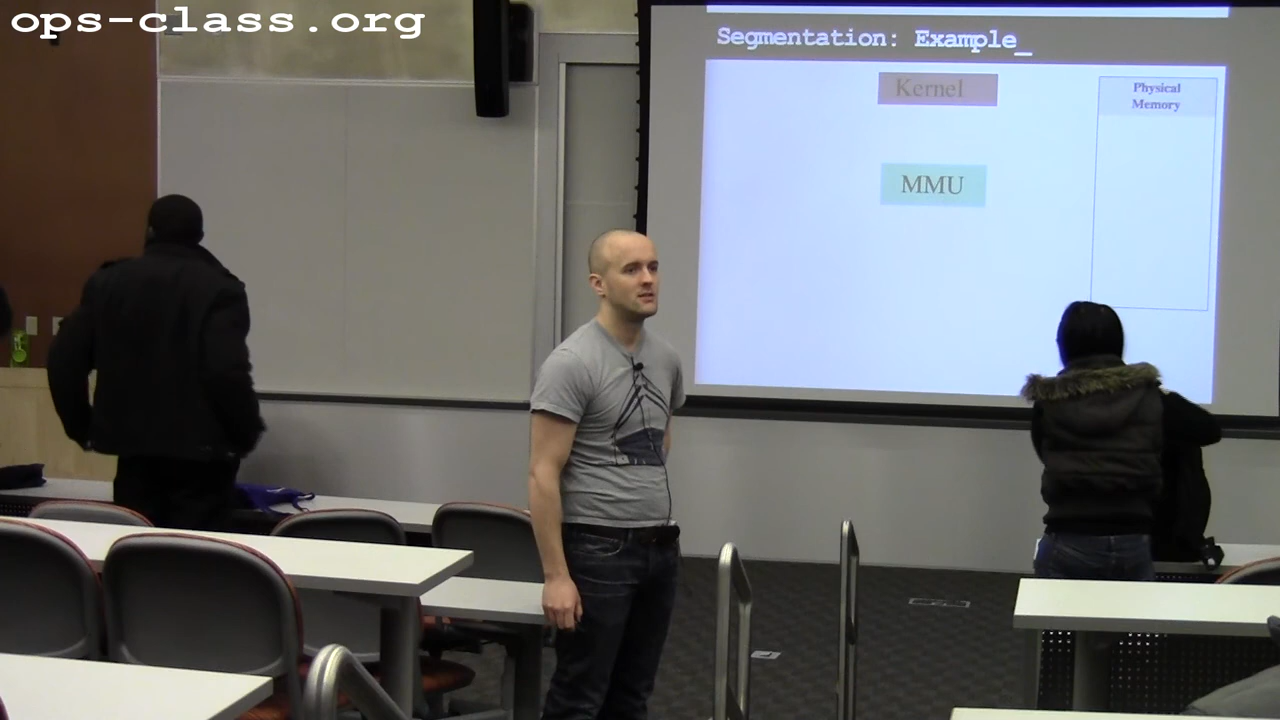 ops-class.org
Segmentation: Example_
Kernel
MMU
Physical
Memory